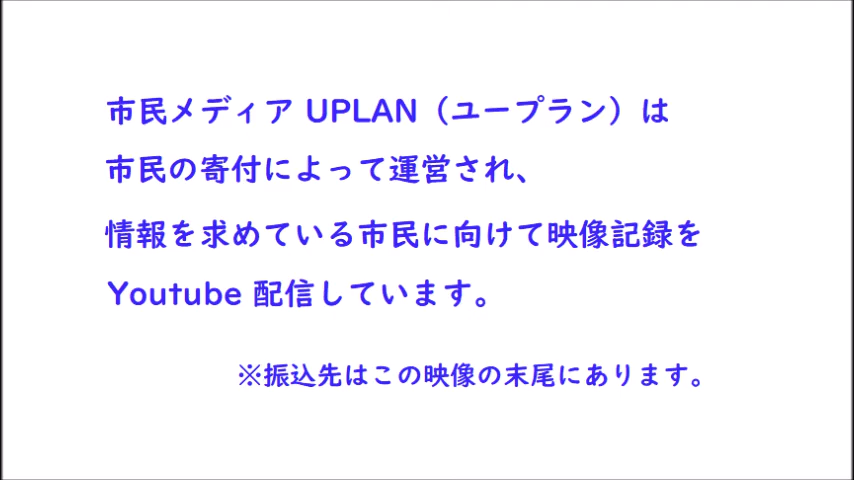 市民メディア UPLAN（ユープラン）は
市民の寄付によって運営され、
情報を求めている市民に向けて映像記録を
Youtube 配信しています。
※振込先はこの映像の末尾にあります。